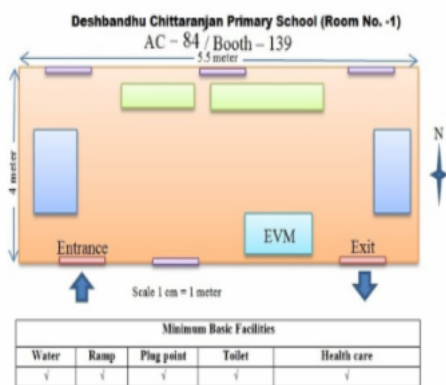 Deshbandhu Chittaranjan Primary School (Room No. -1)
AC – 84 / Booth – 139
5.5 meter
4 meter
N
EVM
Entrance
Exit
Scale 1 cm = 1 meter
Minimum Basic Facilities
Water Ramp Plug point Toilet Health care
√ √ √ √ √